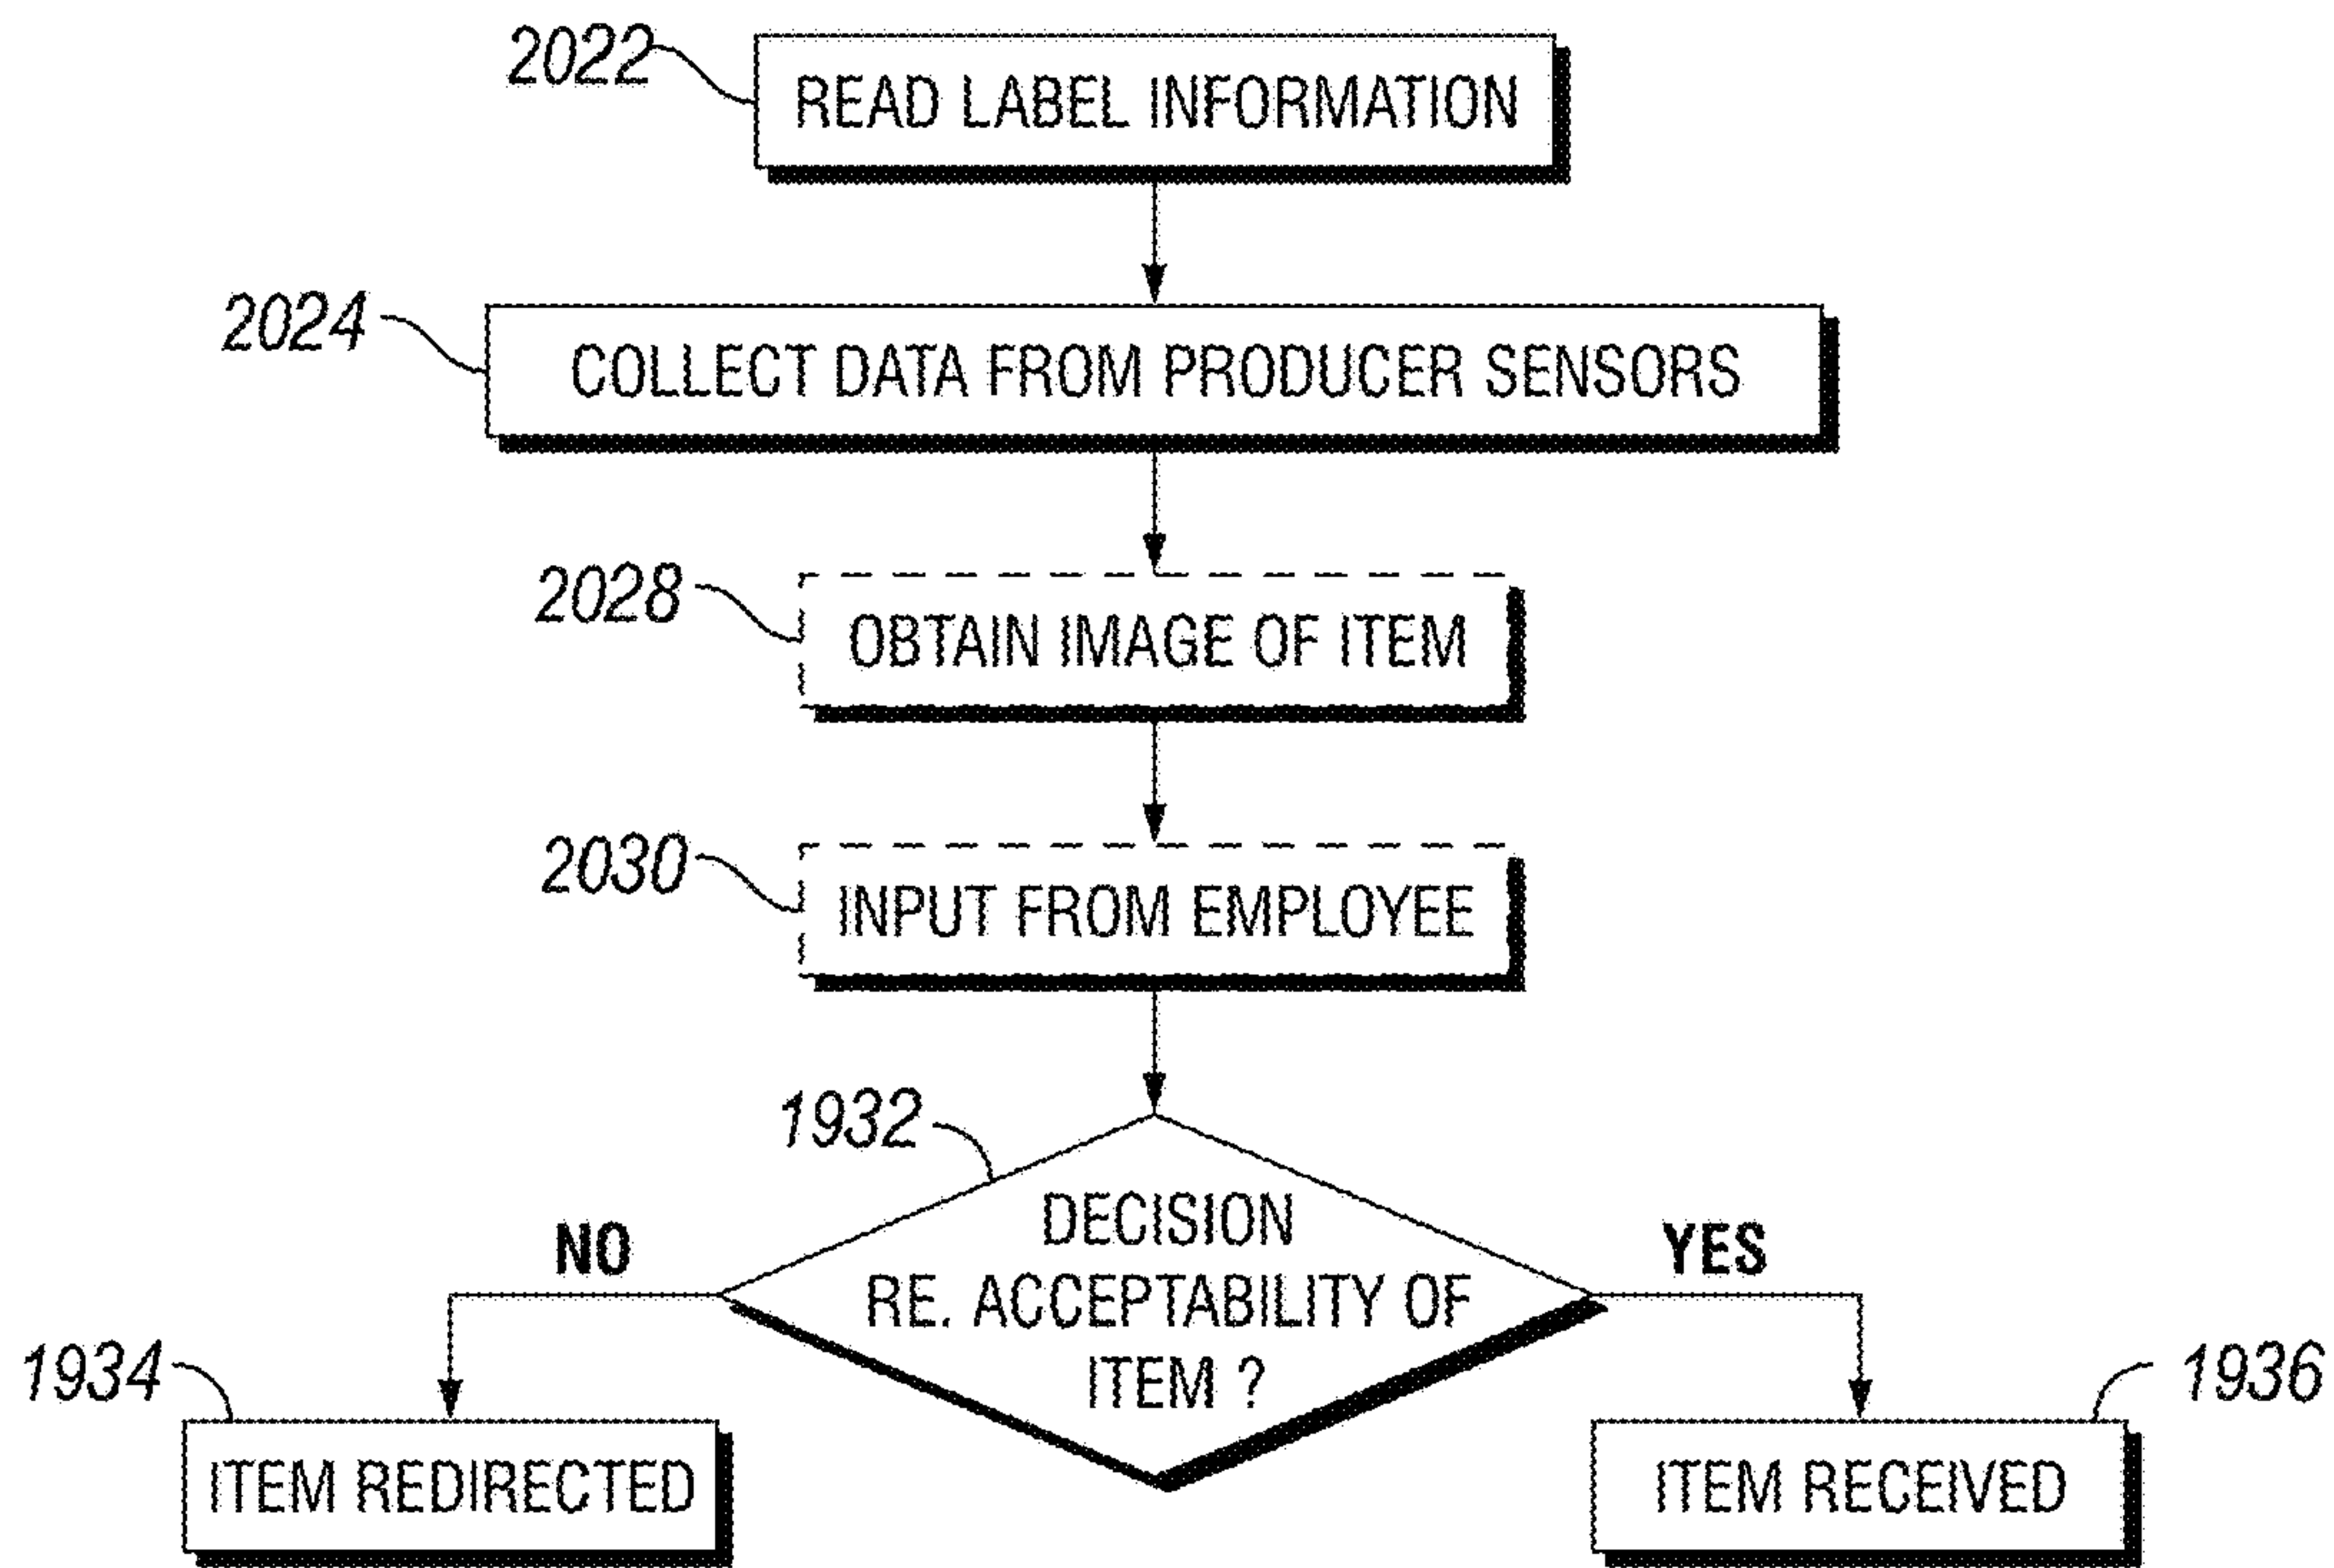 2022
READ LABEL INFORMATION
2024
COLLECT DATA FROM PRODUCER SENSORS
2028
OBTAIN IMAGE OF ITEM
2030
INPUT FROM EMPLOYEE
1932
DECISION
RE. ACCEPTABILITY OF
ITEM ?
NO
YES
1934
ITEM REDIRECTED
1936
ITEM RECEIVED